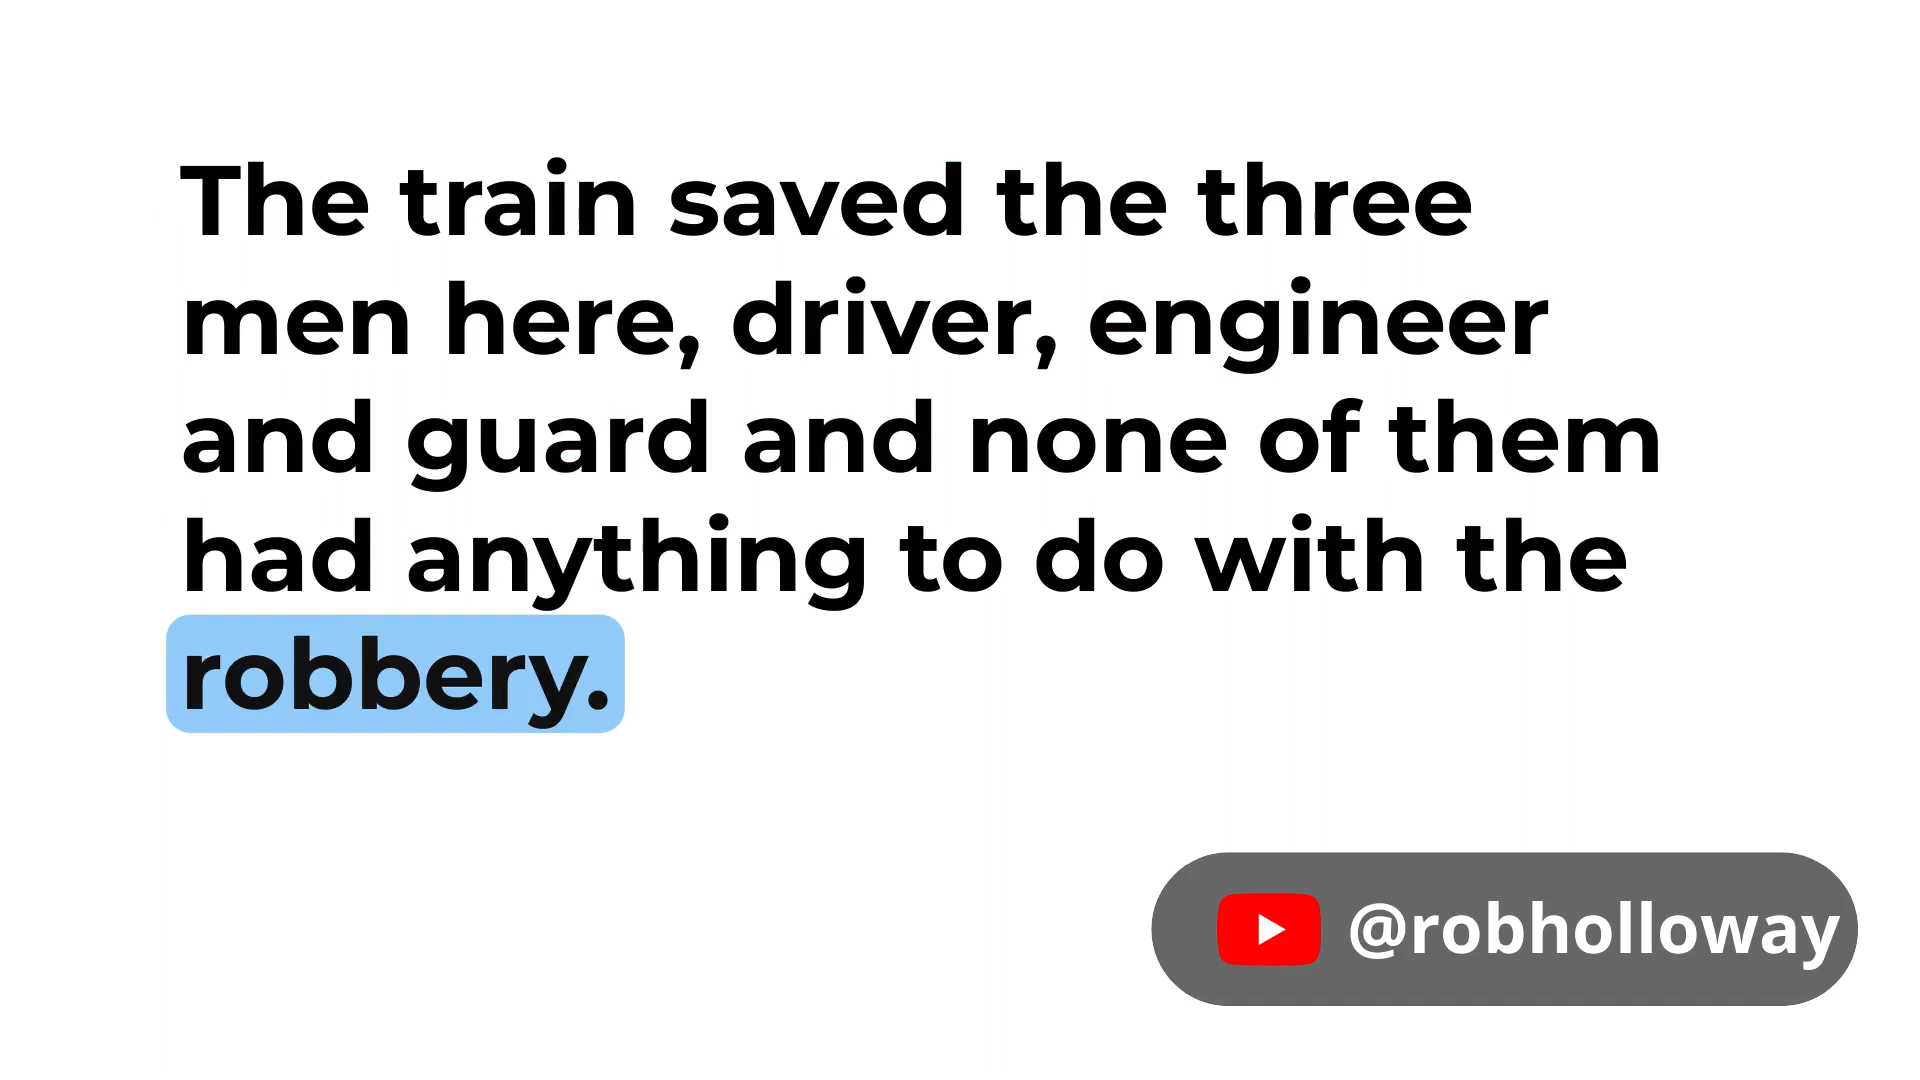 The train saved the three
men here, driver, engineer
and guard and none of them
had anything to do with the
robbery.
@robholloway